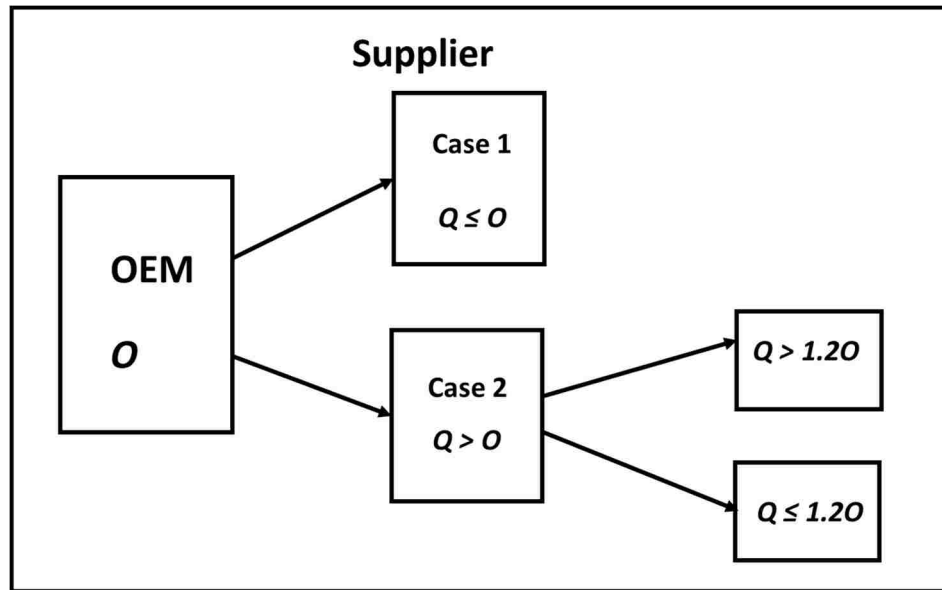 Supplier
Case 1
Q ≤ O
OEM
O
Case 2
Q > O
Q > 1.2O
Q ≤ 1.2O